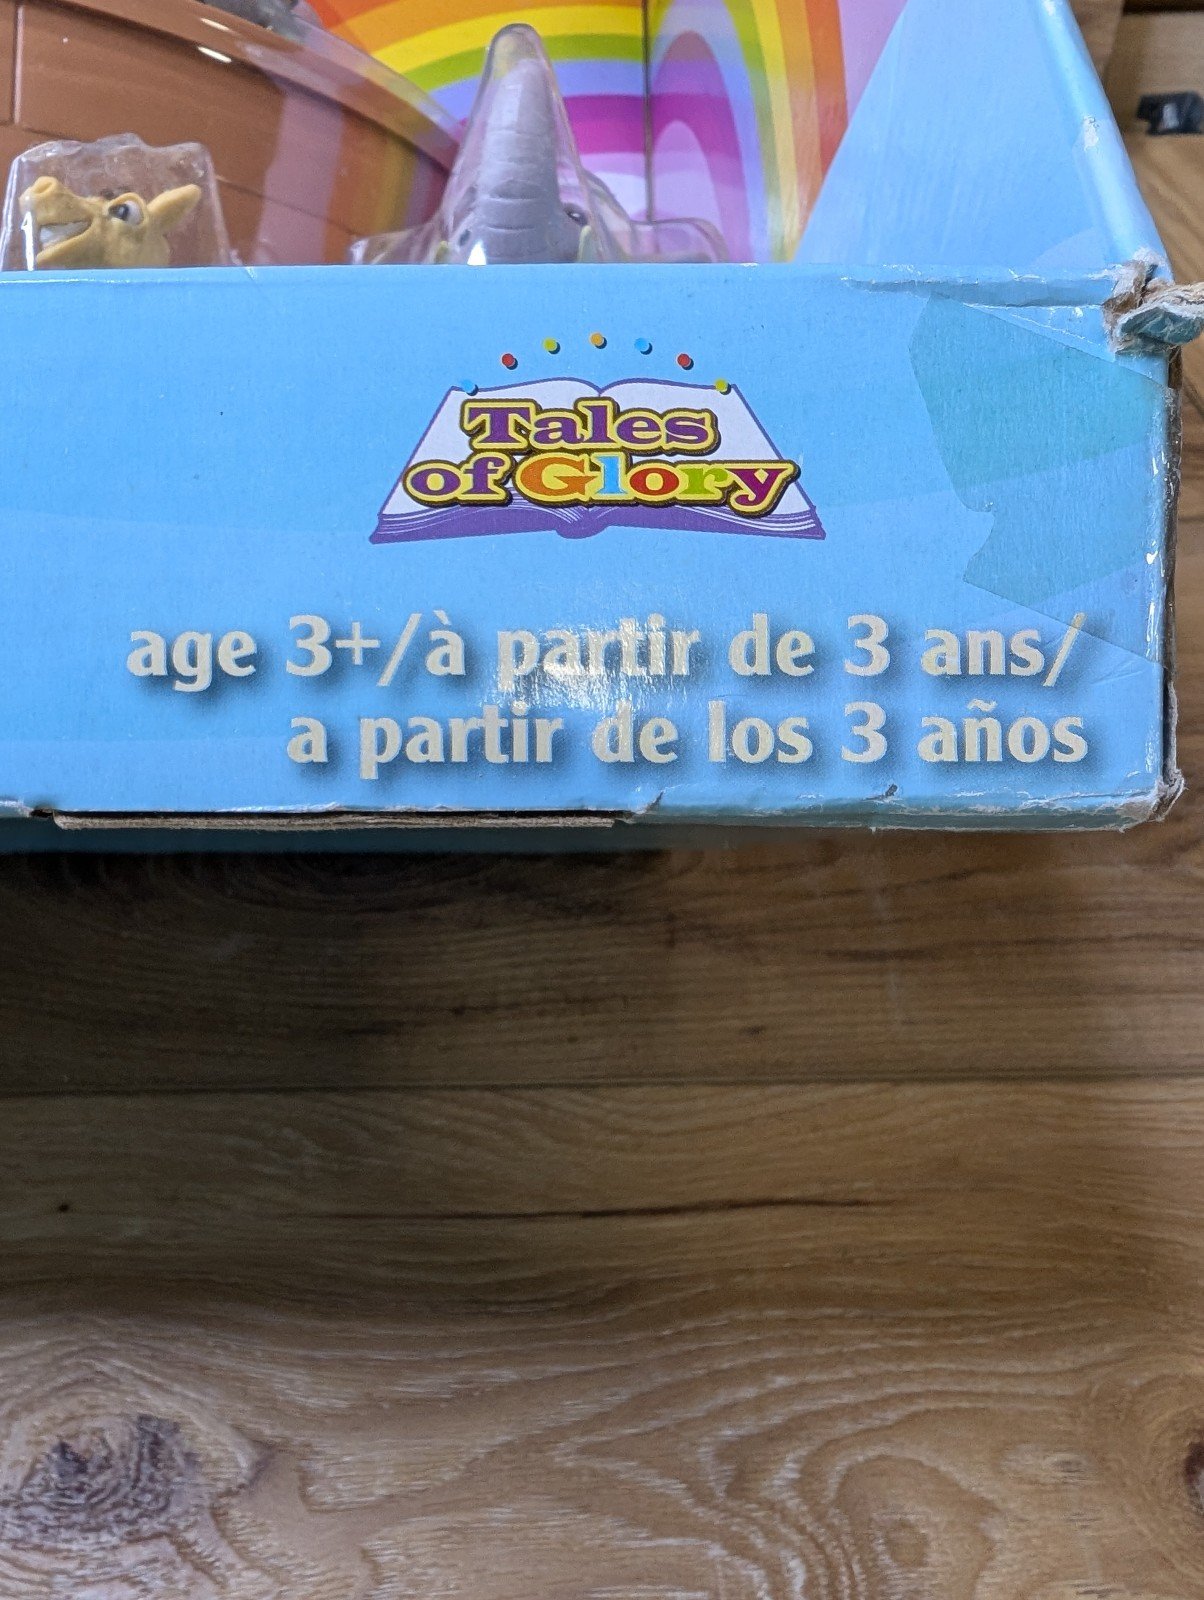 Tales
of Glory
age 3+/à partir de 3 ans/
a partir de los 3 años